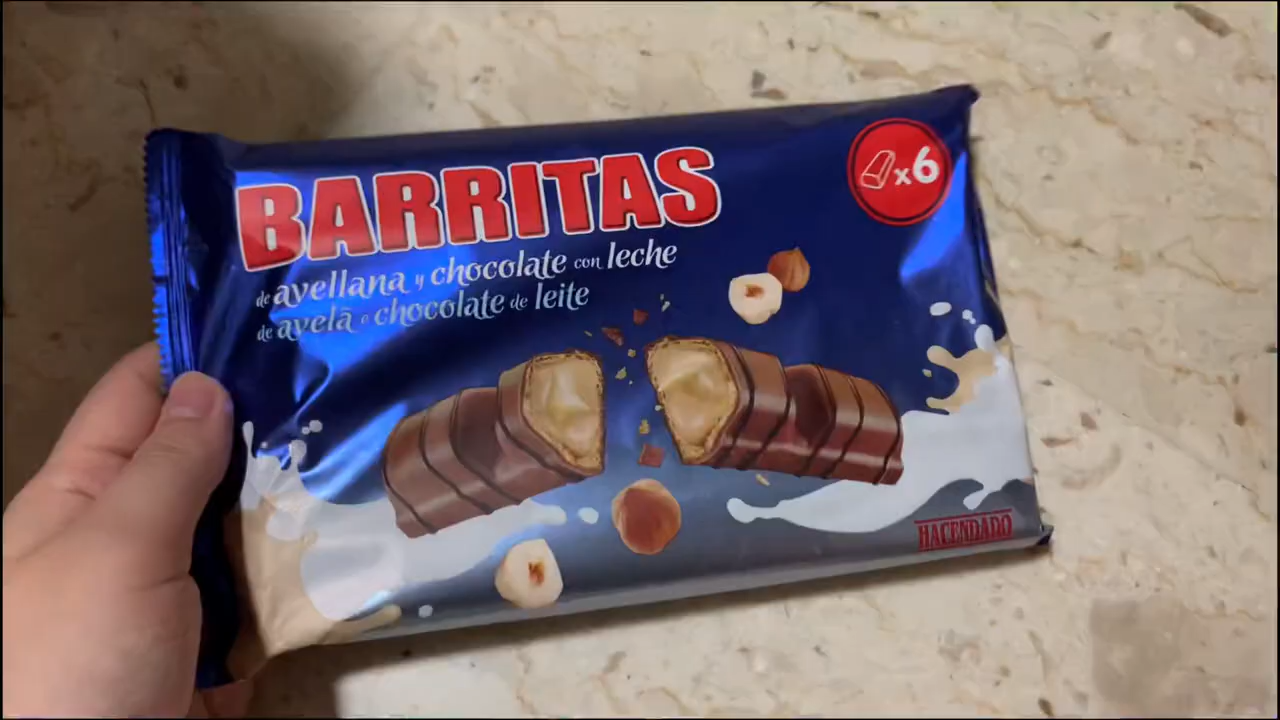 BARRITAS
de avellana y chocolate con leche
de avelã e chocolate de leite
x6
HACENDADO